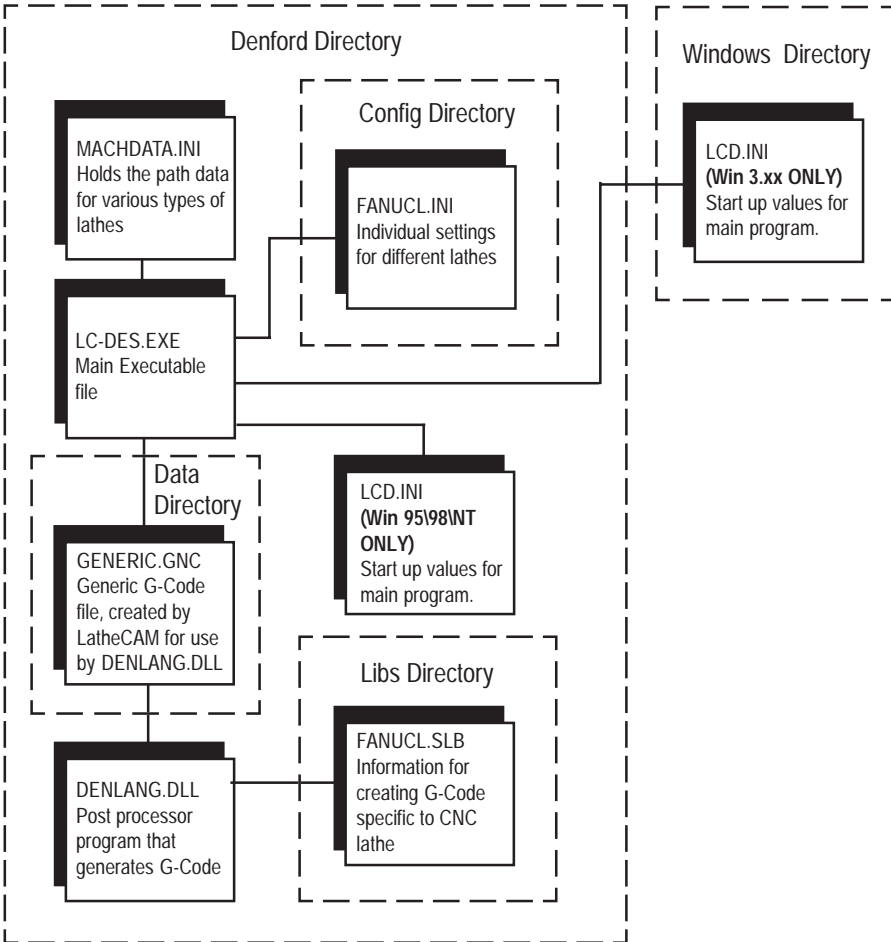 Denford Directory
Windows Directory
Config Directory
MACHDATA.INI
Holds the path data
for various types of
lathes
FANUCL.INI
Individual settings
for different lathes
LCD.INI
(Win 3.xx ONLY)
Start up values for
main program.
LC-DES.EXE
Main Executable
file
Data
Directory
LCD.INI
(Win 95\98\NT
ONLY)
Start up values for
main program.
GENERIC.GNC
Generic G-Code
file, created by
LatheCAM for use
by DENLANG.DLL
Libs Directory
DENLANG.DLL
Post processor
program that
generates G-Code
FANUCL.SLB
Information for
creating G-Code
specific to CNC
lathe